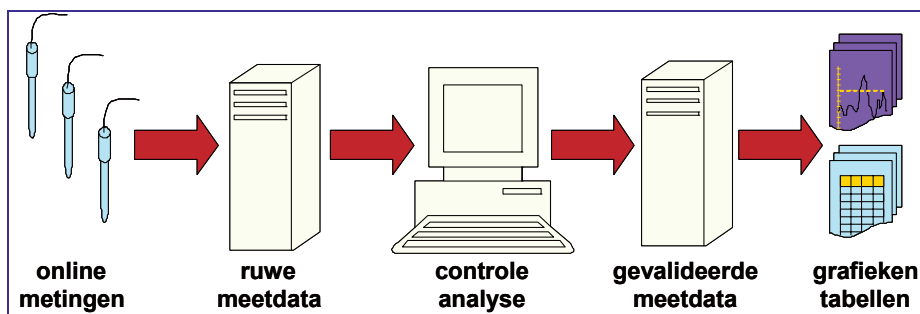 online
metingen
ruwe
meetdata
controle
analyse
gevalideerde
meetdata
grafieken
tabellen